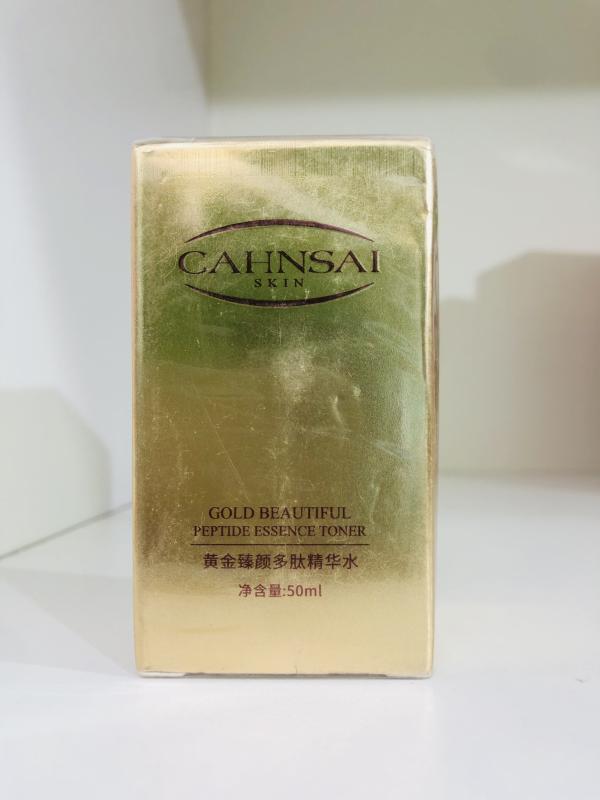 CAHNSAI
SKIN
GOLD BEAUTIFUL
PEPTIDE ESSENCE TONER
黄金臻颜多肽精华水
净含量:50ml